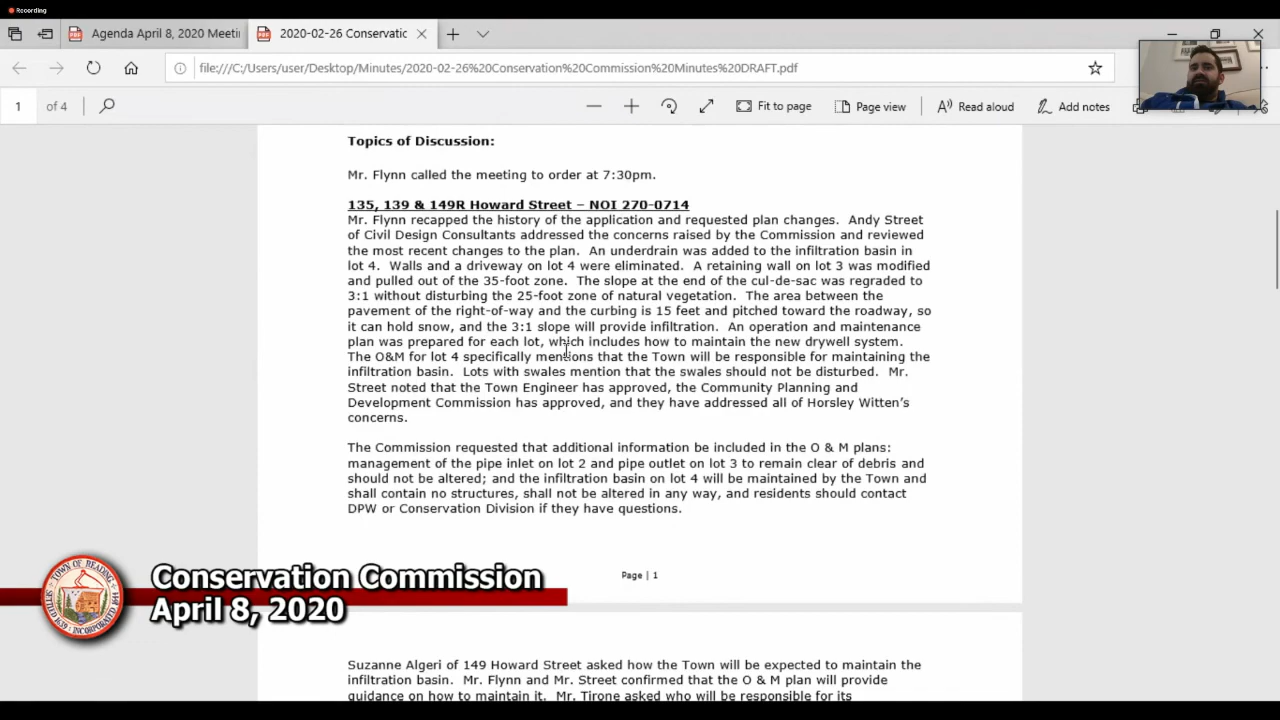 Recording
Agenda April 8, 2020 Meeti
2020-02-26 Conservatic
file:///C:/Users/user/Desktop/Minutes/2020-02-26%20Conservation%20Commission%20Minutes%20DRAFT.pdf
1 of 4
Fit to page
Page view
Read aloud
Add notes
Topics of Discussion:
Mr. Flynn called the meeting to order at 7:30pm.
135, 139 & 149R Howard Street – NOI 270-0714
Mr. Flynn recapped the history of the application and requested plan changes. Andy Street
of Civil Design Consultants addressed the concerns raised by the Commission and reviewed
the most recent changes to the plan. An underdrain was added to the infiltration basin in
lot 4. Walls and a driveway on lot 4 were eliminated. A retaining wall on lot 3 was modified
and pulled out of the 35-foot zone. The slope at the end of the cul-de-sac was regraded to
3:1 without disturbing the 25-foot zone of natural vegetation. The area between the
pavement of the right-of-way and the curbing is 15 feet and pitched toward the roadway, so
it can hold snow, and the 3:1 slope will provide infiltration. An operation and maintenance
plan was prepared for each lot, which includes how to maintain the new drywell system.
The O&M for lot 4 specifically mentions that the Town will be responsible for maintaining the
infiltration basin. Lots with swales mention that the swales should not be disturbed. Mr.
Street noted that the Town Engineer has approved, the Community Planning and
Development Commission has approved, and they have addressed all of Horsley Witten's
concerns.
The Commission requested that additional information be included in the O & M plans:
management of the pipe inlet on lot 2 and pipe outlet on lot 3 to remain clear of debris and
should not be altered; and the infiltration basin on lot 4 will be maintained by the Town and
shall contain no structures, shall not be altered in any way, and residents should contact
DPW or Conservation Division if they have questions.
Page | 1
TOWN OF READING
SETTLED 1639 INCORPORATED 1644
Conservation Commission
April 8, 2020
Suzanne Algeri of 149 Howard Street asked how the Town will be expected to maintain the
infiltration basin. Mr. Flynn and Mr. Street confirmed that the O & M plan will provide
guidance on how to maintain it. Mr. Tirone asked who will be responsible for its